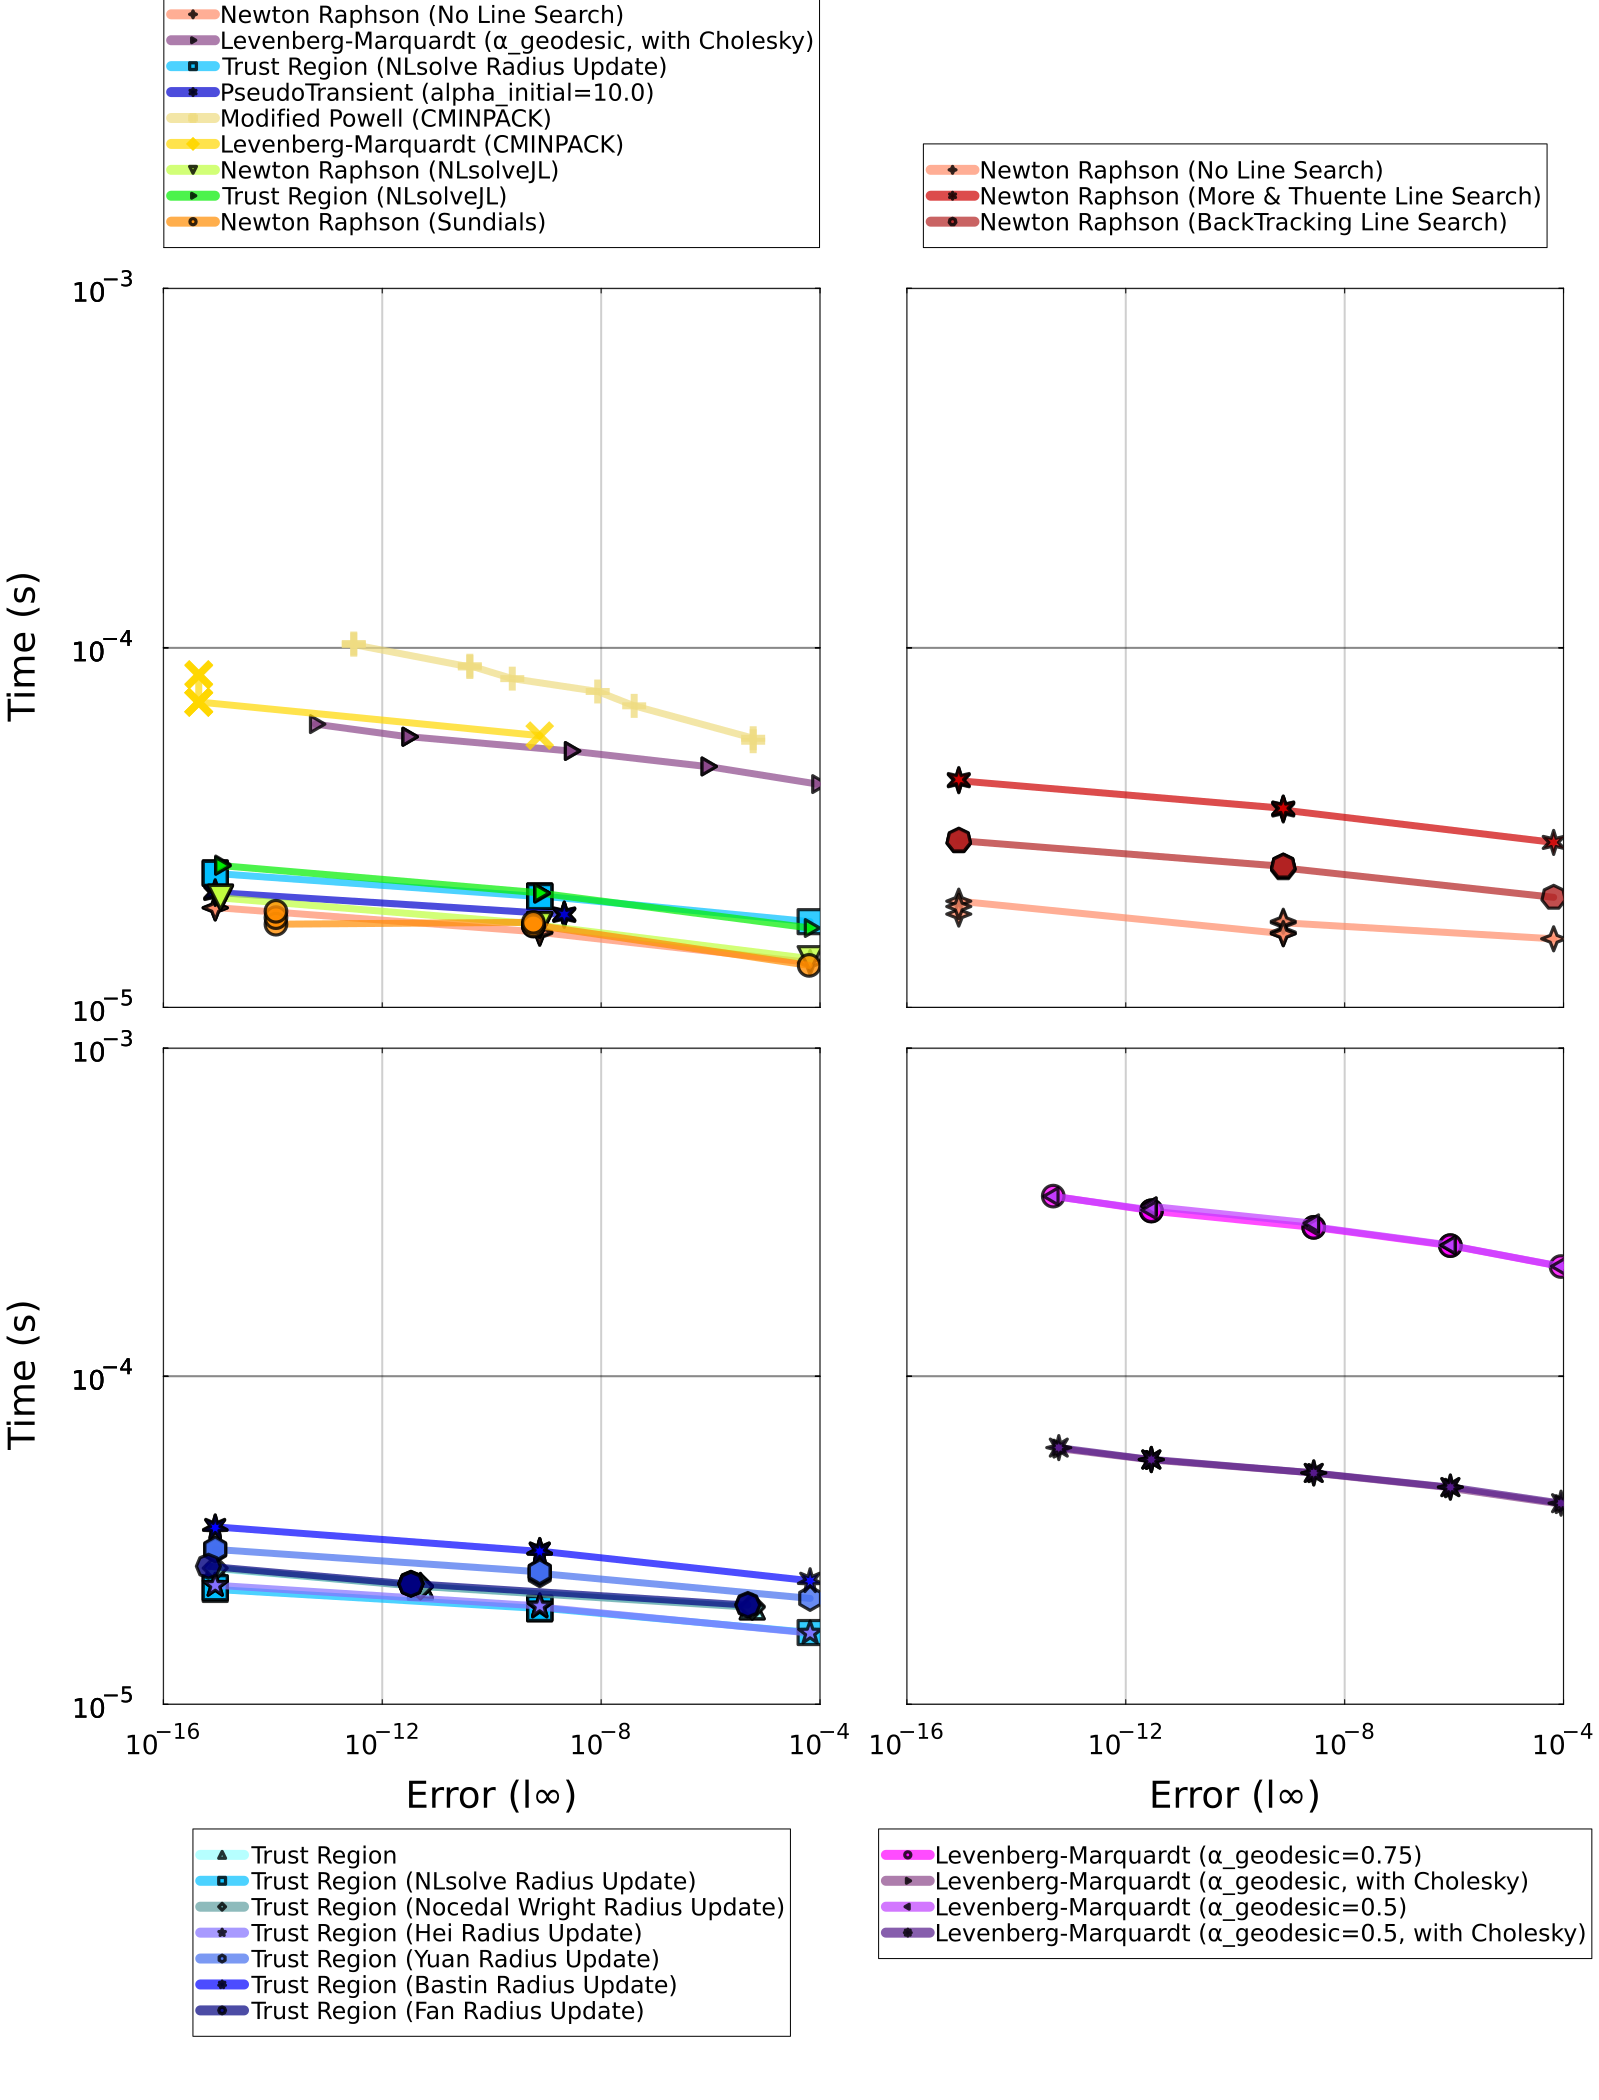 Newton Raphson (No Line Search)
Levenberg-Marquardt (α_geodesic, with Cholesky)
Trust Region (NLsolve Radius Update)
PseudoTransient (alpha_initial=10.0)
Modified Powell (CMINPACK)
Levenberg-Marquardt (CMINPACK)
Newton Raphson (NLsolveJL)
Trust Region (NLsolveJL)
Newton Raphson (Sundials)
Newton Raphson (No Line Search)
Newton Raphson (More & Thuente Line Search)
Newton Raphson (BackTracking Line Search)
10⁻³
10⁻⁴
10⁻⁵
Time (s)
10⁻³
10⁻⁴
10⁻⁵
Time (s)
10⁻¹⁶ 10⁻¹² 10⁻⁸ 10⁻⁴
10⁻¹⁶ 10⁻¹² 10⁻⁸ 10⁻⁴
Error (l∞)
Error (l∞)
Trust Region
Trust Region (NLsolve Radius Update)
Trust Region (Nocedal Wright Radius Update)
Trust Region (Hei Radius Update)
Trust Region (Yuan Radius Update)
Trust Region (Bastin Radius Update)
Trust Region (Fan Radius Update)
Levenberg-Marquardt (α_geodesic=0.75)
Levenberg-Marquardt (α_geodesic, with Cholesky)
Levenberg-Marquardt (α_geodesic=0.5)
Levenberg-Marquardt (α_geodesic=0.5, with Cholesky)